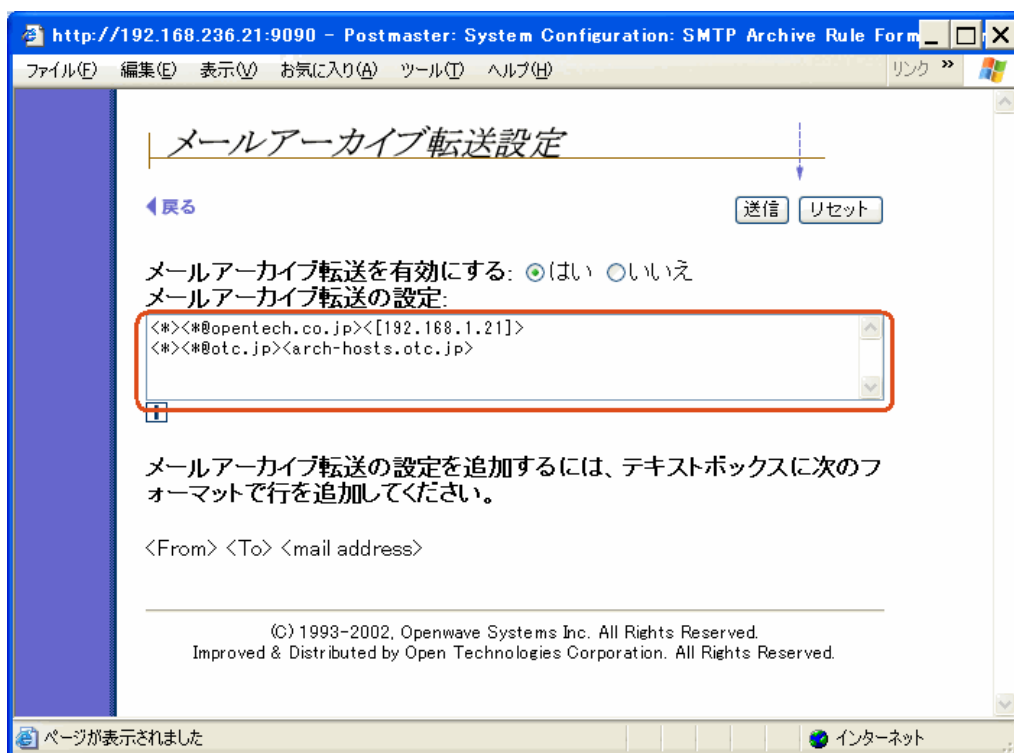 http://192.168.236.21:9090 - Postmaster: System Configuration: SMTP Archive Rule Form
ファイル(F) 編集(E) 表示(V) お気に入り(A) ツール(T) ヘルプ(H) リンク »
メールアーカイブ転送設定
戻る 送信 リセット
メールアーカイブ転送を有効にする: はい いいえ
メールアーカイブ転送の設定:
<*><*@opentech.co.jp><[192.168.1.21]>
<*><*@otc.jp><arch-hosts.otc.jp>
メールアーカイブ転送の設定を追加するには、テキストボックスに次のフ
ォーマットで行を追加してください。
<From> <To> <mail address>
(C) 1993-2002, Openwave Systems Inc. All Rights Reserved.
Improved & Distributed by Open Technologies Corporation. All Rights Reserved.
ページが表示されました インターネット